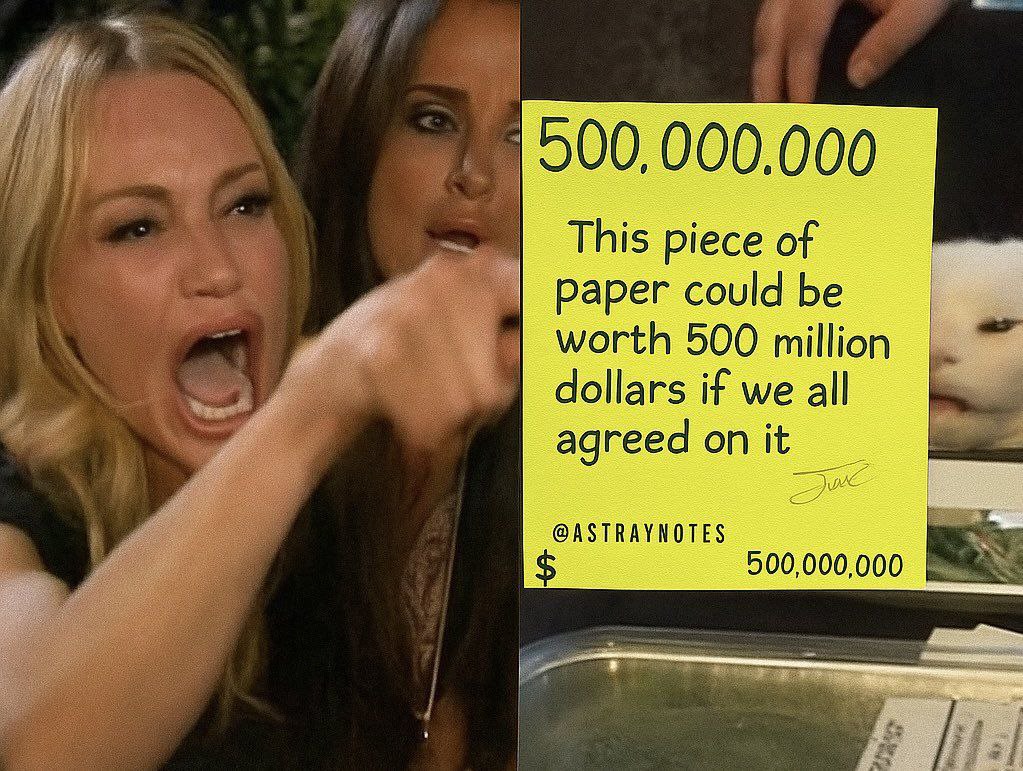 500,000.000
This piece of
paper could be
worth 500 million
dollars if we all
agreed on it
@ASTRAYNOTES
$ 500,000,000